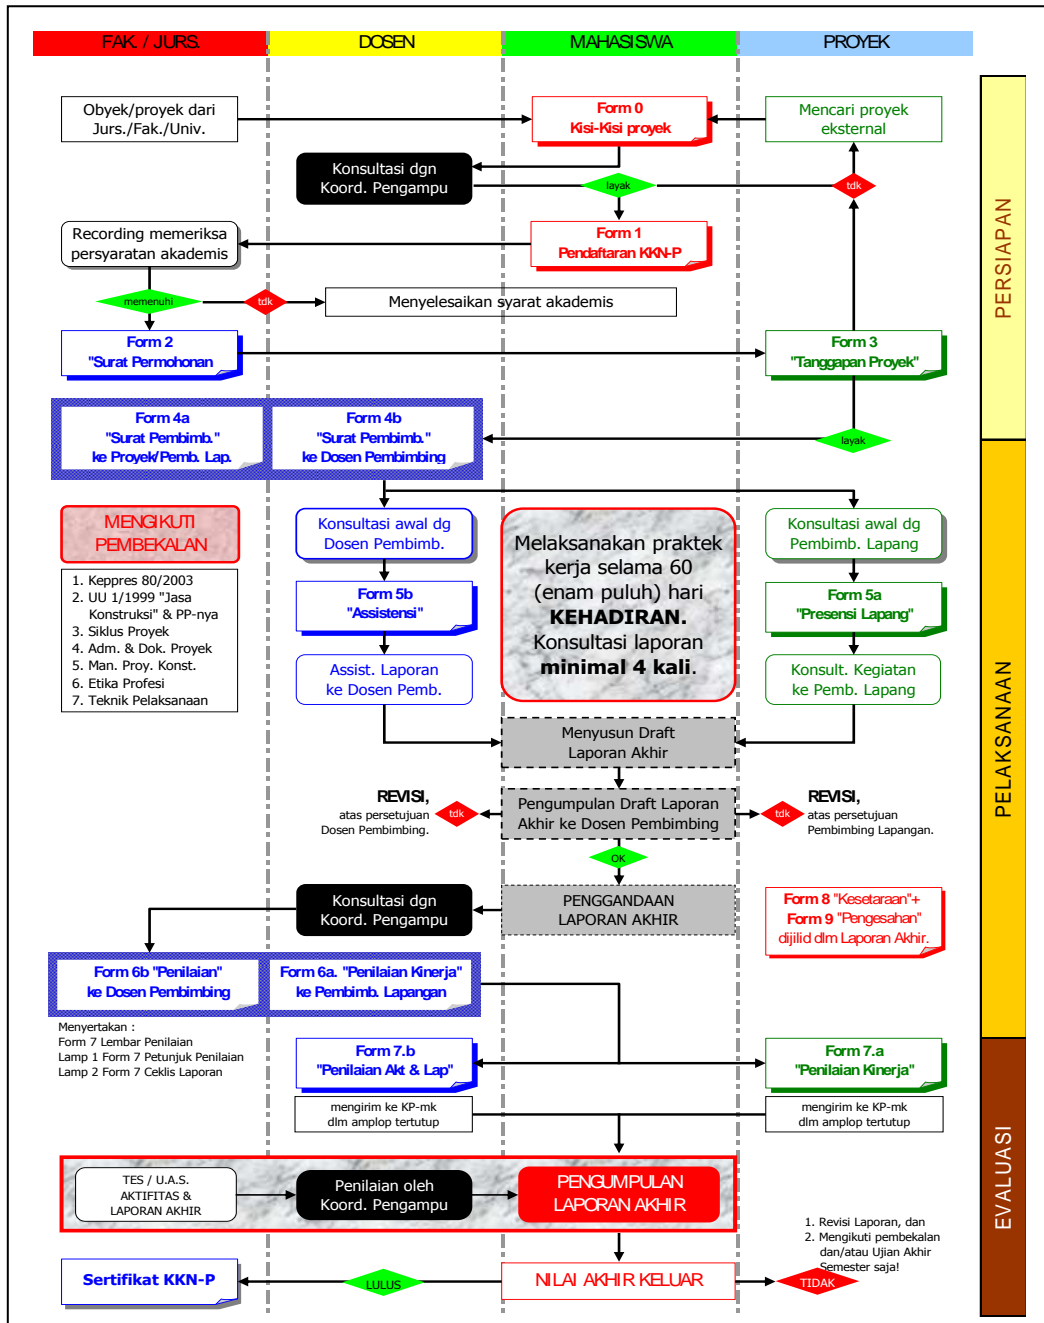 FAK. / JURS.
DOSEN
MAHASISWA
PROYEK
PERSIAPAN
Obyek/proyek dari
Jurs./Fak./Univ.
Form 0
Kisi-Kisi proyek
Mencari proyek
eksternal
Konsultasi dgn
Koord. Pengampu
layak
tdk
Recording memeriksa
persyaratan akademis
Form 1
Pendaftaran KKN-P
memenuhi
tdk
Menyelesaikan syarat akademis
Form 2
"Surat Permohonan
Form 3
"Tanggapan Proyek"
Form 4a
"Surat Pembimb."
ke Proyek/Pemb. Lap.
Form 4b
"Surat Pembimb."
ke Dosen Pembimbing
layak
PELAKSANAAN
MENGIKUTI
PEMBEKALAN
1. Keppres 80/2003
2. UU 1/1999 "Jasa
Konstruksi" & PP-nya
3. Siklus Proyek
4. Adm. & Dok. Proyek
5. Man. Proy. Konst.
6. Etika Profesi
7. Teknik Pelaksanaan
Konsultasi awal dg
Dosen Pembimb.
Form 5b
"Assistensi"
Assist. Laporan
ke Dosen Pemb.
Melaksanakan praktek
kerja selama 60
(enam puluh) hari
KEHADIRAN.
Konsultasi laporan
minimal 4 kali.
Konsultasi awal dg
Pembimb. Lapang
Form 5a
"Presensi Lapang"
Konsult. Kegiatan
ke Pemb. Lapang
Menyusun Draft
Laporan Akhir
REVISI,
atas persetujuan
Dosen Pembimbing.
tdk
Pengumpulan Draft Laporan
Akhir ke Dosen Pembimbing
tdk
REVISI,
atas persetujuan
Pembimbing Lapangan.
OK
Konsultasi dgn
Koord. Pengampu
PENGGANDAAN
LAPORAN AKHIR
Form 8 "Kesetaraan"+
Form 9 "Pengesahan"
dijilid dlm Laporan Akhir.
Form 6b "Penilaian"
ke Dosen Pembimbing
Form 6a. "Penilaian Kinerja"
ke Pembimb. Lapangan
Menyertakan :
Form 7 Lembar Penilaian
Lamp 1 Form 7 Petunjuk Penilaian
Lamp 2 Form 7 Ceklis Laporan
EVALUASI
Form 7.b
"Penilaian Akt & Lap"
Form 7.a
"Penilaian Kinerja"
mengirim ke KP-mk
dlm amplop tertutup
mengirim ke KP-mk
dlm amplop tertutup
TES / U.A.S.
AKTIFITAS &
LAPORAN AKHIR
Penilaian oleh
Koord. Pengampu
PENGUMPULAN
LAPORAN AKHIR
1. Revisi Laporan, dan
2. Mengikuti pembekalan
dan/atau Ujian Akhir
Semester saja!
Sertifikat KKN-P
LULUS
NILAI AKHIR KELUAR
TIDAK